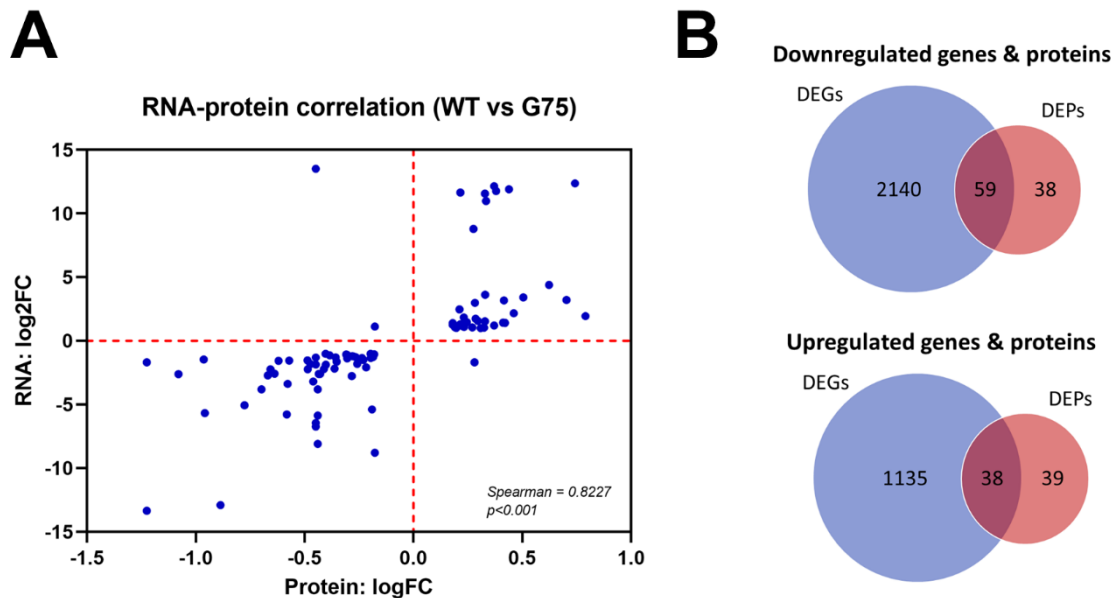 A
RNA-protein correlation (WT vs G75)
15
10
5
0
-5
-10
-15
-1.5
-1.0
-0.5
0.0
0.5
1.0
RNA: log2FC
Protein: logFC
Spearman = 0.8227
p<0.001
B
Downregulated genes & proteins
DEGs
DEPs
2140
59
38
Upregulated genes & proteins
DEGs
DEPs
1135
38
39